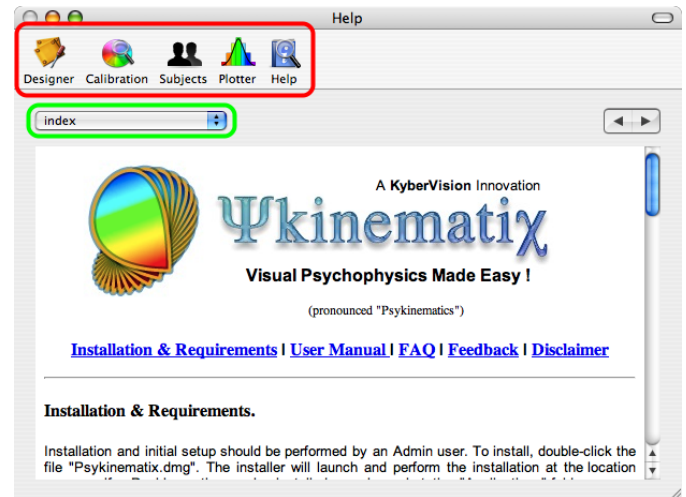 Help
Designer Calibration Subjects Plotter Help
index
A KyberVision Innovation
Ψkinematiχ
Visual Psychophysics Made Easy !
(pronounced "Psykinematics")
Installation & Requirements | User Manual | FAQ | Feedback | Disclaimer
Installation & Requirements.
Installation and initial setup should be performed by an Admin user. To install, double-click the
file "Psykinematix.dmg". The installer will launch and perform the installation at the location